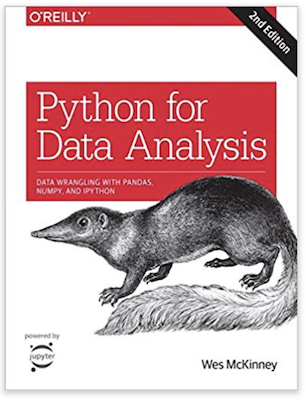 O'REILLY®
2nd Edition
Python for
Data Analysis
DATA WRANGLING WITH PANDAS,
NUMPY, AND IPYTHON
powered by
jupyter
Wes McKinney